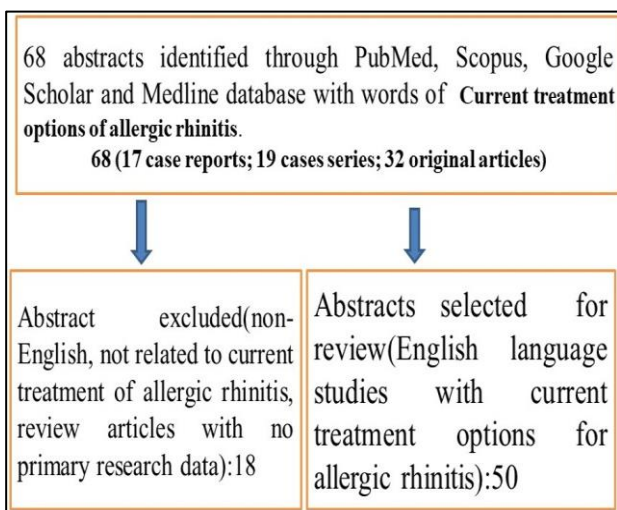 68 abstracts identified through PubMed, Scopus, Google
Scholar and Medline database with words of Current treatment
options of allergic rhinitis.
68 (17 case reports; 19 cases series; 32 original articles)
Abstract excluded(non-
English, not related to current
treatment of allergic rhinitis,
review articles with no
primary research data):18
Abstracts selected for
review(English language
studies with current
treatment options for
allergic rhinitis):50